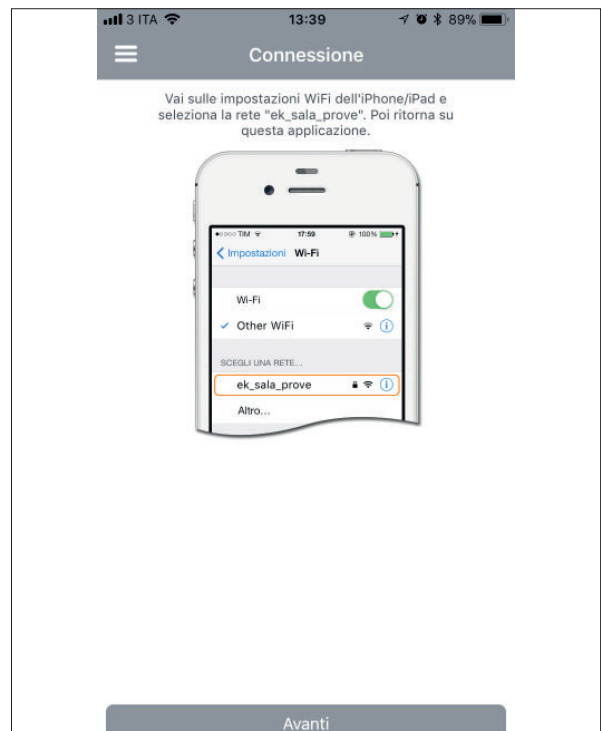 3 ITA 13:39 89%
Connessione
Vai sulle impostazioni WiFi dell'iPhone/iPad e
seleziona la rete "ek_sala_prove". Poi ritorna su
questa applicazione.
TIM 17:59 100%
Impostazioni Wi-Fi
Wi-Fi
Other WiFi
SCEGLI UNA RETE...
ek_sala_prove
Altro...
Avanti